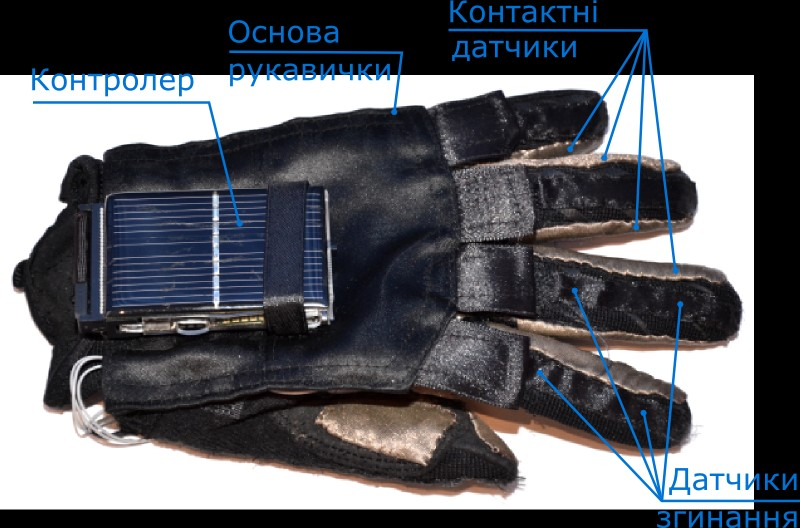 Контактні
датчики
Основа
рукавички
Контролер
Датчики
згинання